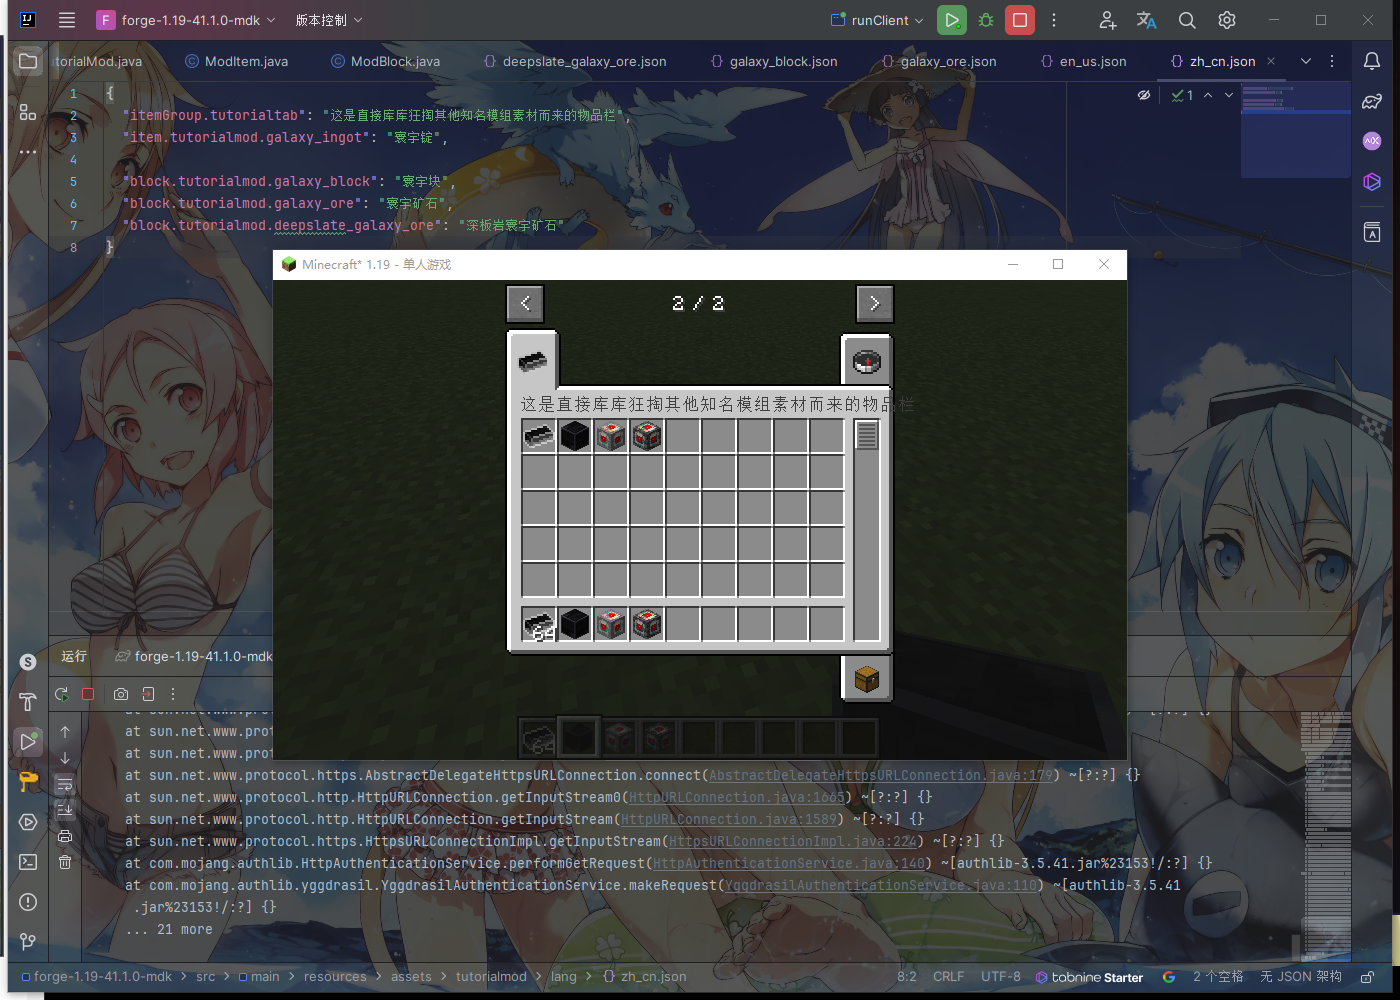 F forge-1.19-41.1.0-mdk 版本控制 runClient
torialMod.java ModItem.java ModBlock.java deepslate_galaxy_ore.json galaxy_block.json galaxy_ore.json en_us.json zh_cn.json
1 {
2 "itemGroup.tutorialtab": "这是直接库库狂掏其他知名模组素材而来的物品栏",
3 "item.tutorialmod.galaxy_ingot": "寰宇锭",
4
5 "block.tutorialmod.galaxy_block": "寰宇块",
6 "block.tutorialmod.galaxy_ore": "寰宇矿石",
7 "block.tutorialmod.deepslate_galaxy_ore": "深板岩寰宇矿石"
8 }
1
Minecraft* 1.19 - 单人游戏
2 / 2
这是直接库库狂掏其他知名模组素材而来的物品栏
64
64
运行 forge-1.19-41.1.0-mdk
at sun.net.www.prot
at sun.net.www.prot
at sun.net.www.prot
at sun.net.www.protocol.https.AbstractDelegateHttpsURLConnection.connect(AbstractDelegateHttpsURLConnection.java:179) ~[?:?] {}
at sun.net.www.protocol.http.HttpURLConnection.getInputStream0(HttpURLConnection.java:1665) ~[?:?] {}
at sun.net.www.protocol.http.HttpURLConnection.getInputStream(HttpURLConnection.java:1589) ~[?:?] {}
at sun.net.www.protocol.https.HttpsURLConnectionImpl.getInputStream(HttpsURLConnectionImpl.java:224) ~[?:?] {}
at com.mojang.authlib.HttpAuthenticationService.performGetRequest(HttpAuthenticationService.java:140) ~[authlib-3.5.41.jar%23153!/:?] {}
at com.mojang.authlib.yggdrasil.YggdrasilAuthenticationService.makeRequest(YggdrasilAuthenticationService.java:110) ~[authlib-3.5.41
.jar%23153!/:?] {}
... 21 more
forge-1.19-41.1.0-mdk > src > main > resources > assets > tutorialmod > lang > zh_cn.json 8:2 CRLF UTF-8 tabnine Starter 2 个空格 无 JSON 架构